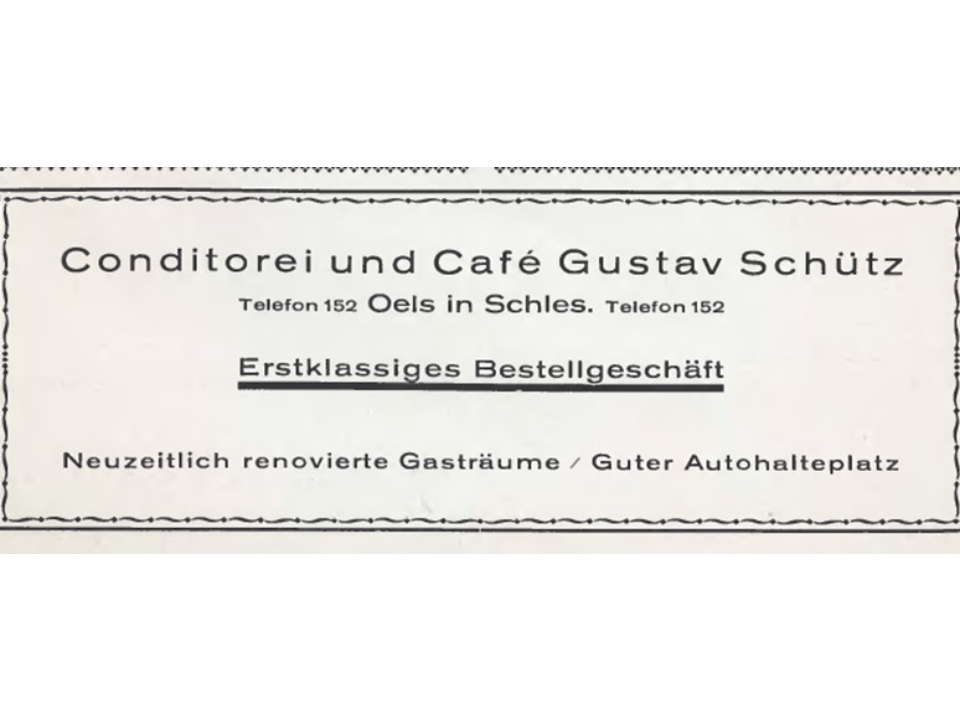 Conditorei und Café Gustav Schütz
Telefon 152 Oels in Schles. Telefon 152
Erstklassiges Bestellgeschäft
Neuzeitlich renovierte Gasträume / Guter Autohalteplatz